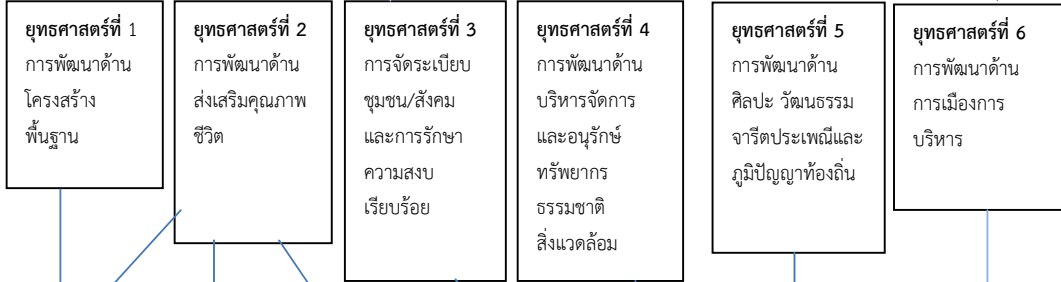 ยุทธศาสตร์ที่ 1
การพัฒนาด้าน
โครงสร้าง
พื้นฐาน
ยุทธศาสตร์ที่ 2
การพัฒนาด้าน
ส่งเสริมคุณภาพ
ชีวิต
ยุทธศาสตร์ที่ 3
การจัดระเบียบ
ชุมชน/สังคม
และการรักษา
ความสงบ
เรียบร้อย
ยุทธศาสตร์ที่ 4
การพัฒนาด้าน
บริหารจัดการ
และอนุรักษ์
ทรัพยากร
ธรรมชาติ
สิ่งแวดล้อม
ยุทธศาสตร์ที่ 5
การพัฒนาด้าน
ศิลปะ วัฒนธรรม
จารีตประเพณีและ
ภูมิปัญญาท้องถิ่น
ยุทธศาสตร์ที่ 6
การพัฒนาด้าน
การเมืองการ
บริหาร